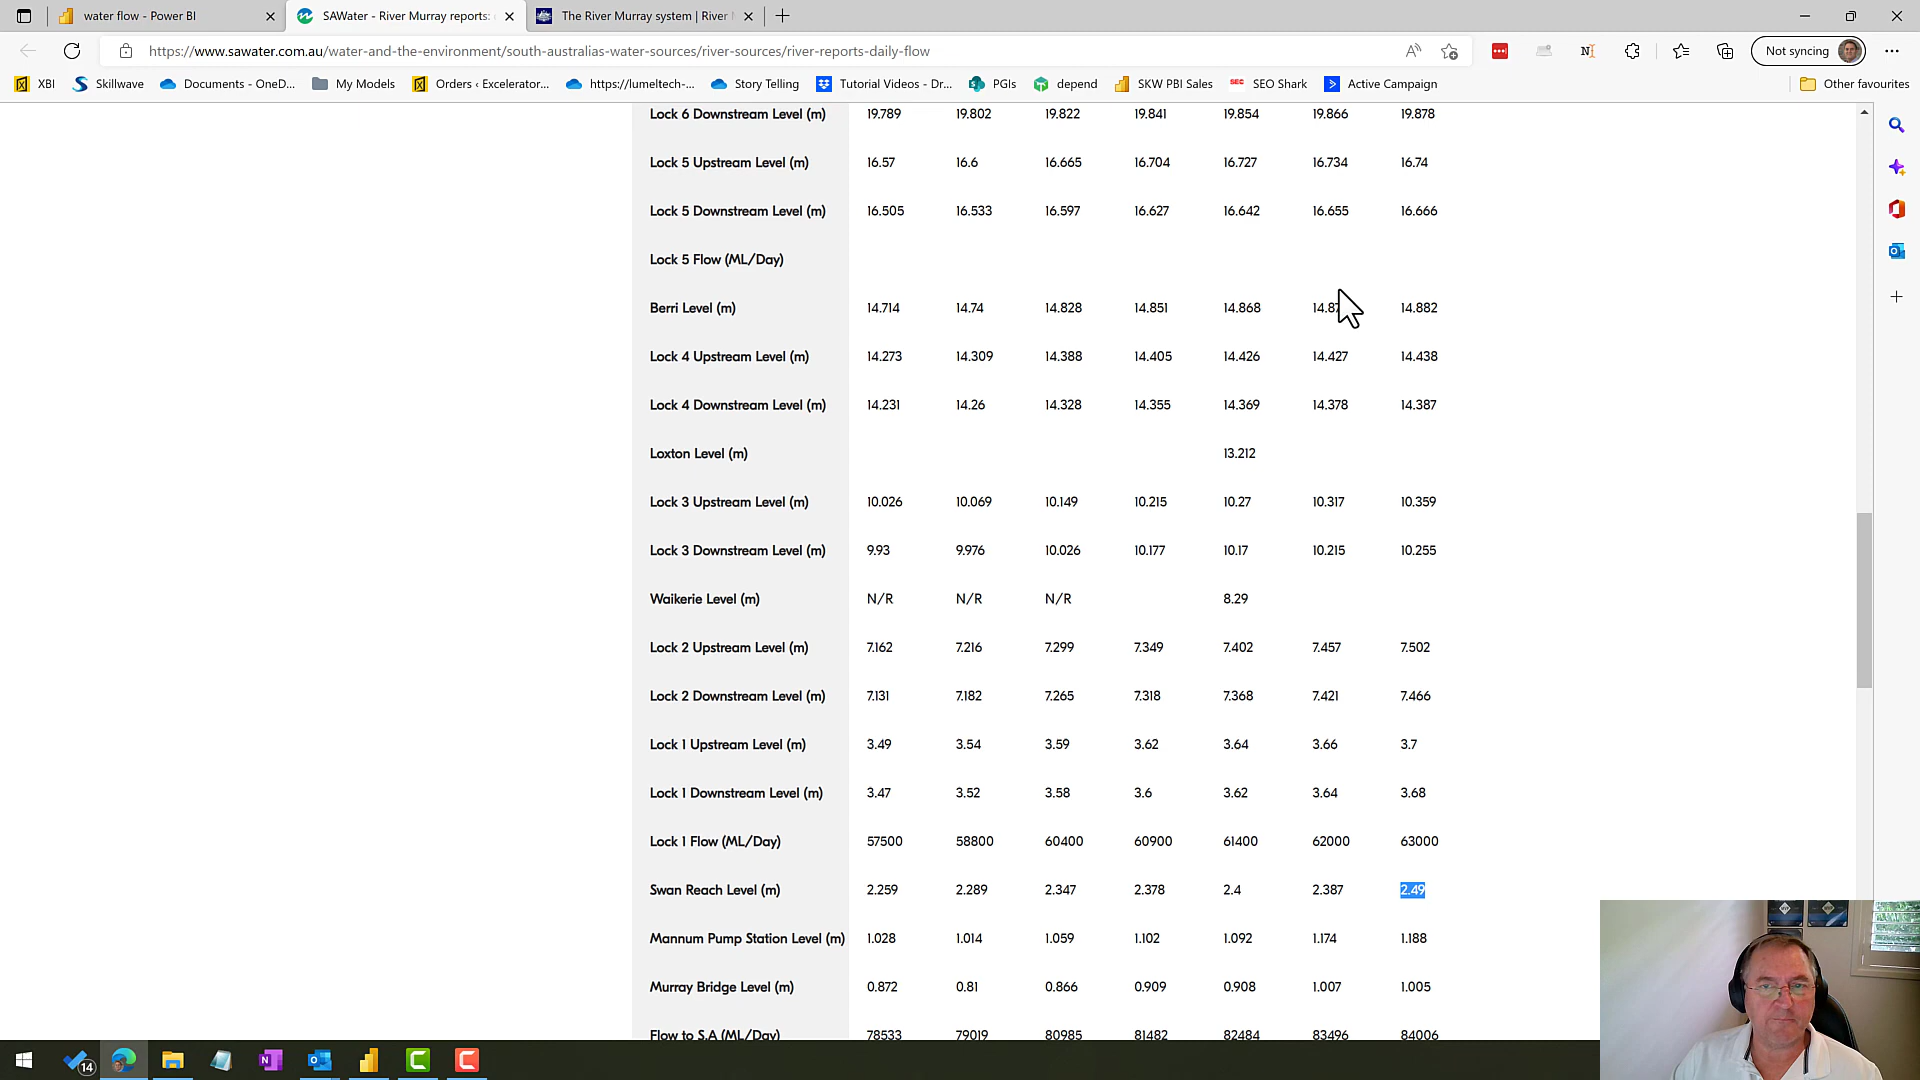 water flow - Power BI
SAWater - River Murray reports:
The River Murray system | River
https://www.sawater.com.au/water-and-the-environment/south-australias-water-sources/river-sources/river-reports-daily-flow
Not syncing
XBI
Skillwave
Documents - OneD...
My Models
Orders ‹ Excelerator...
https://lumeltech-...
Story Telling
Tutorial Videos - Dr...
PGIs
depend
SKW PBI Sales
SEO Shark
Active Campaign
Other favourites
Lock 6 Downstream Level (m) 19.789 19.802 19.822 19.841 19.854 19.866 19.878
Lock 5 Upstream Level (m) 16.57 16.6 16.665 16.704 16.727 16.734 16.74
Lock 5 Downstream Level (m) 16.505 16.533 16.597 16.627 16.642 16.655 16.666
Lock 5 Flow (ML/Day)
Berri Level (m) 14.714 14.74 14.828 14.851 14.868 14.882
Lock 4 Upstream Level (m) 14.273 14.309 14.388 14.405 14.426 14.427 14.438
Lock 4 Downstream Level (m) 14.231 14.26 14.328 14.355 14.369 14.378 14.387
Loxton Level (m) 13.212
Lock 3 Upstream Level (m) 10.026 10.069 10.149 10.215 10.27 10.317 10.359
Lock 3 Downstream Level (m) 9.93 9.976 10.026 10.177 10.17 10.215 10.255
Waikerie Level (m) N/R N/R N/R 8.29
Lock 2 Upstream Level (m) 7.162 7.216 7.299 7.349 7.402 7.457 7.502
Lock 2 Downstream Level (m) 7.131 7.182 7.265 7.318 7.368 7.421 7.466
Lock 1 Upstream Level (m) 3.49 3.54 3.59 3.62 3.64 3.66 3.7
Lock 1 Downstream Level (m) 3.47 3.52 3.58 3.6 3.62 3.64 3.68
Lock 1 Flow (ML/Day) 57500 58800 60400 60900 61400 62000 63000
Swan Reach Level (m) 2.259 2.289 2.347 2.378 2.4 2.387 2.49
Mannum Pump Station Level (m) 1.028 1.014 1.059 1.102 1.092 1.174 1.188
Murray Bridge Level (m) 0.872 0.81 0.866 0.909 0.908 1.007 1.005
Flow to S.A (ML/Day) 78533 79019 80985 81482 82484 83496 84006
14